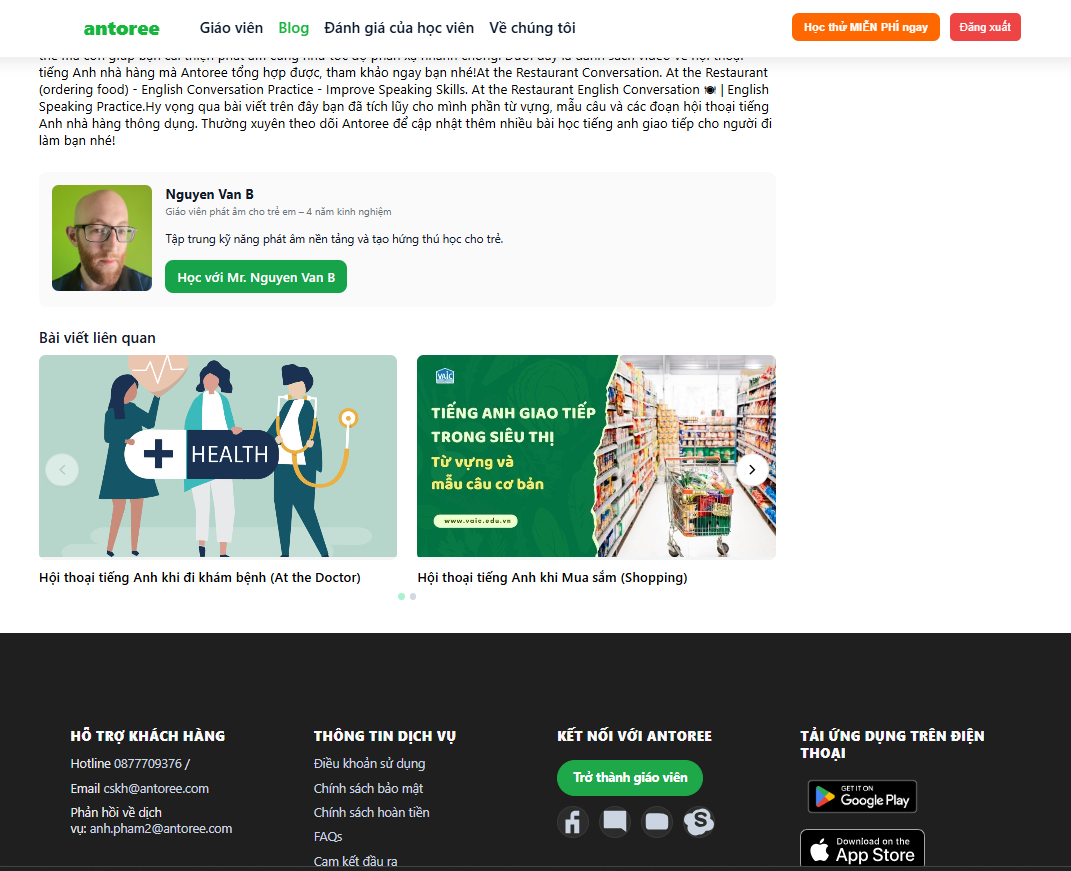 antoree
Giáo viên
Blog
Đánh giá của học viên
Về chúng tôi
Học thử MIỄN PHÍ ngay
Đăng xuất
tiếng Anh nhà hàng mà Antoree tổng hợp được, tham khảo ngay bạn nhé!At the Restaurant Conversation. At the Restaurant
(ordering food) - English Conversation Practice - Improve Speaking Skills. At the Restaurant English Conversation 🍽 | English
Speaking Practice.Hy vọng qua bài viết trên đây bạn đã tích lũy cho mình phần từ vựng, mẫu câu và các đoạn hội thoại tiếng
Anh nhà hàng thông dụng. Thường xuyên theo dõi Antoree để cập nhật thêm nhiều bài học tiếng anh giao tiếp cho người đi
làm bạn nhé!
Nguyen Van B
Giáo viên phát âm cho trẻ em – 4 năm kinh nghiệm
Tập trung kỹ năng phát âm nền tảng và tạo hứng thú học cho trẻ.
Học với Mr. Nguyen Van B
Bài viết liên quan
HEALTH
VAIC
TIẾNG ANH GIAO TIẾP
TRONG SIÊU THỊ
Từ vựng và
mẫu câu cơ bản
www.vaic.edu.vn
Hội thoại tiếng Anh khi đi khám bệnh (At the Doctor)
Hội thoại tiếng Anh khi Mua sắm (Shopping)
HỖ TRỢ KHÁCH HÀNG
Hotline 0877709376 /
Email cskh@antoree.com
Phản hồi về dịch
vụ: anh.pham2@antoree.com
THÔNG TIN DỊCH VỤ
Điều khoản sử dụng
Chính sách bảo mật
Chính sách hoàn tiền
FAQs
Cam kết đầu ra
KẾT NỐI VỚI ANTOREE
Trở thành giáo viên
TẢI ỨNG DỤNG TRÊN ĐIỆN
THOẠI
GET IT ON
Google Play
Download on the
App Store